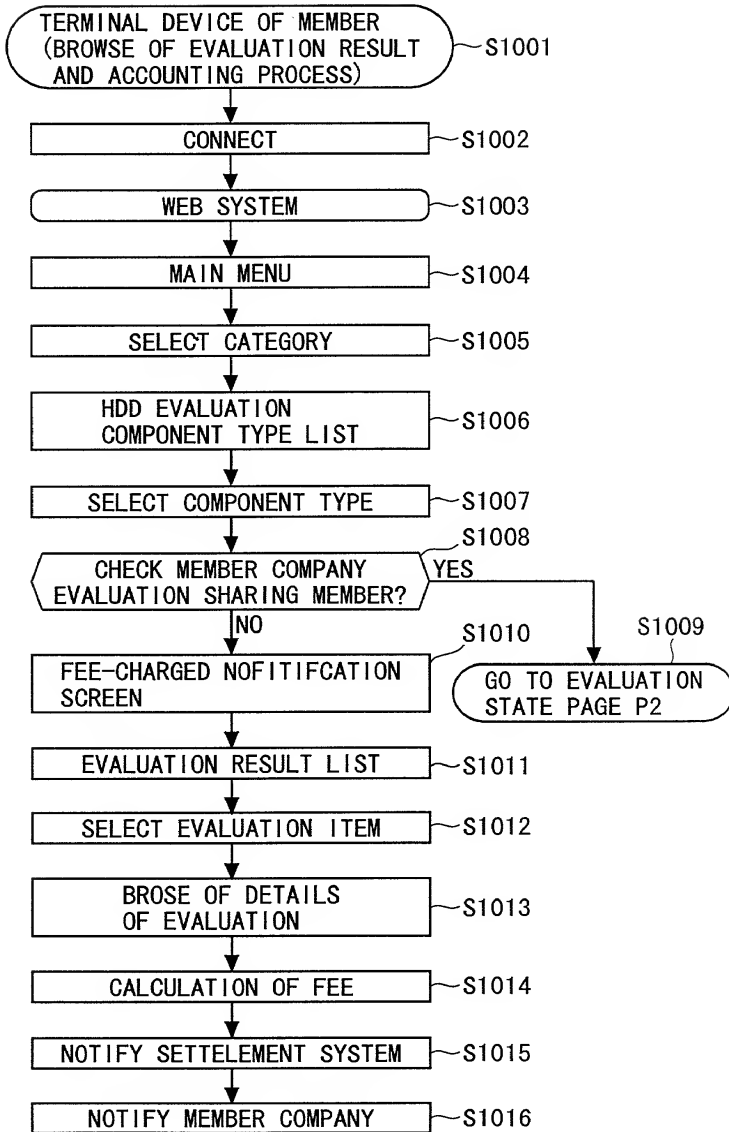 TERMINAL DEVICE OF MEMBER
(BROWSE OF EVALUATION RESULT
AND ACCOUNTING PROCESS)
S1001
CONNECT
S1002
WEB SYSTEM
S1003
MAIN MENU
S1004
SELECT CATEGORY
S1005
HDD EVALUATION
COMPONENT TYPE LIST
S1006
SELECT COMPONENT TYPE
S1007
S1008
CHECK MEMBER COMPANY
EVALUATION SHARING MEMBER?
YES
NO
S1009
GO TO EVALUATION
STATE PAGE P2
S1010
FEE-CHARGED NOFITIFCATION
SCREEN
EVALUATION RESULT LIST
S1011
SELECT EVALUATION ITEM
S1012
BROSE OF DETAILS
OF EVALUATION
S1013
CALCULATION OF FEE
S1014
NOTIFY SETTELEMENT SYSTEM
S1015
NOTIFY MEMBER COMPANY
S1016